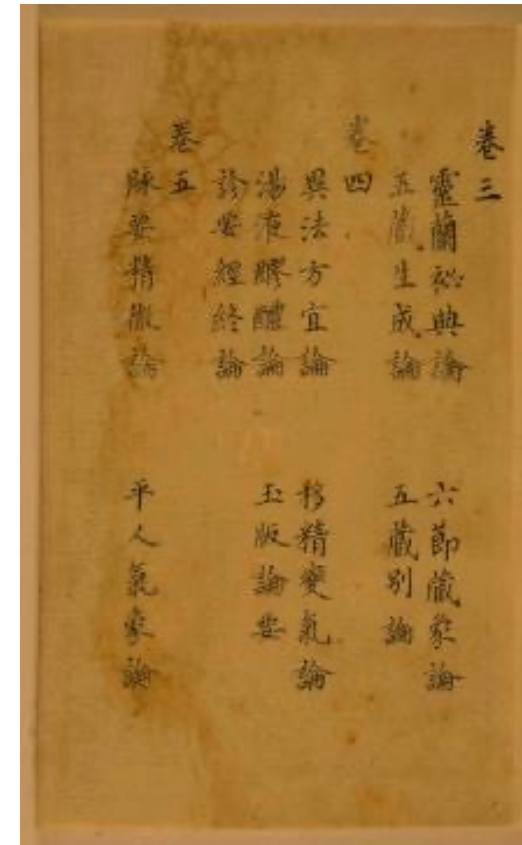 卷三
靈蘭祕典論 六節藏象論
五藏生成論 五藏別論
卷四
異法方宜論 移精變氣論
湯液醪醴論 玉版論要
診要經終論
卷五
脉要精微論 平人氣象論